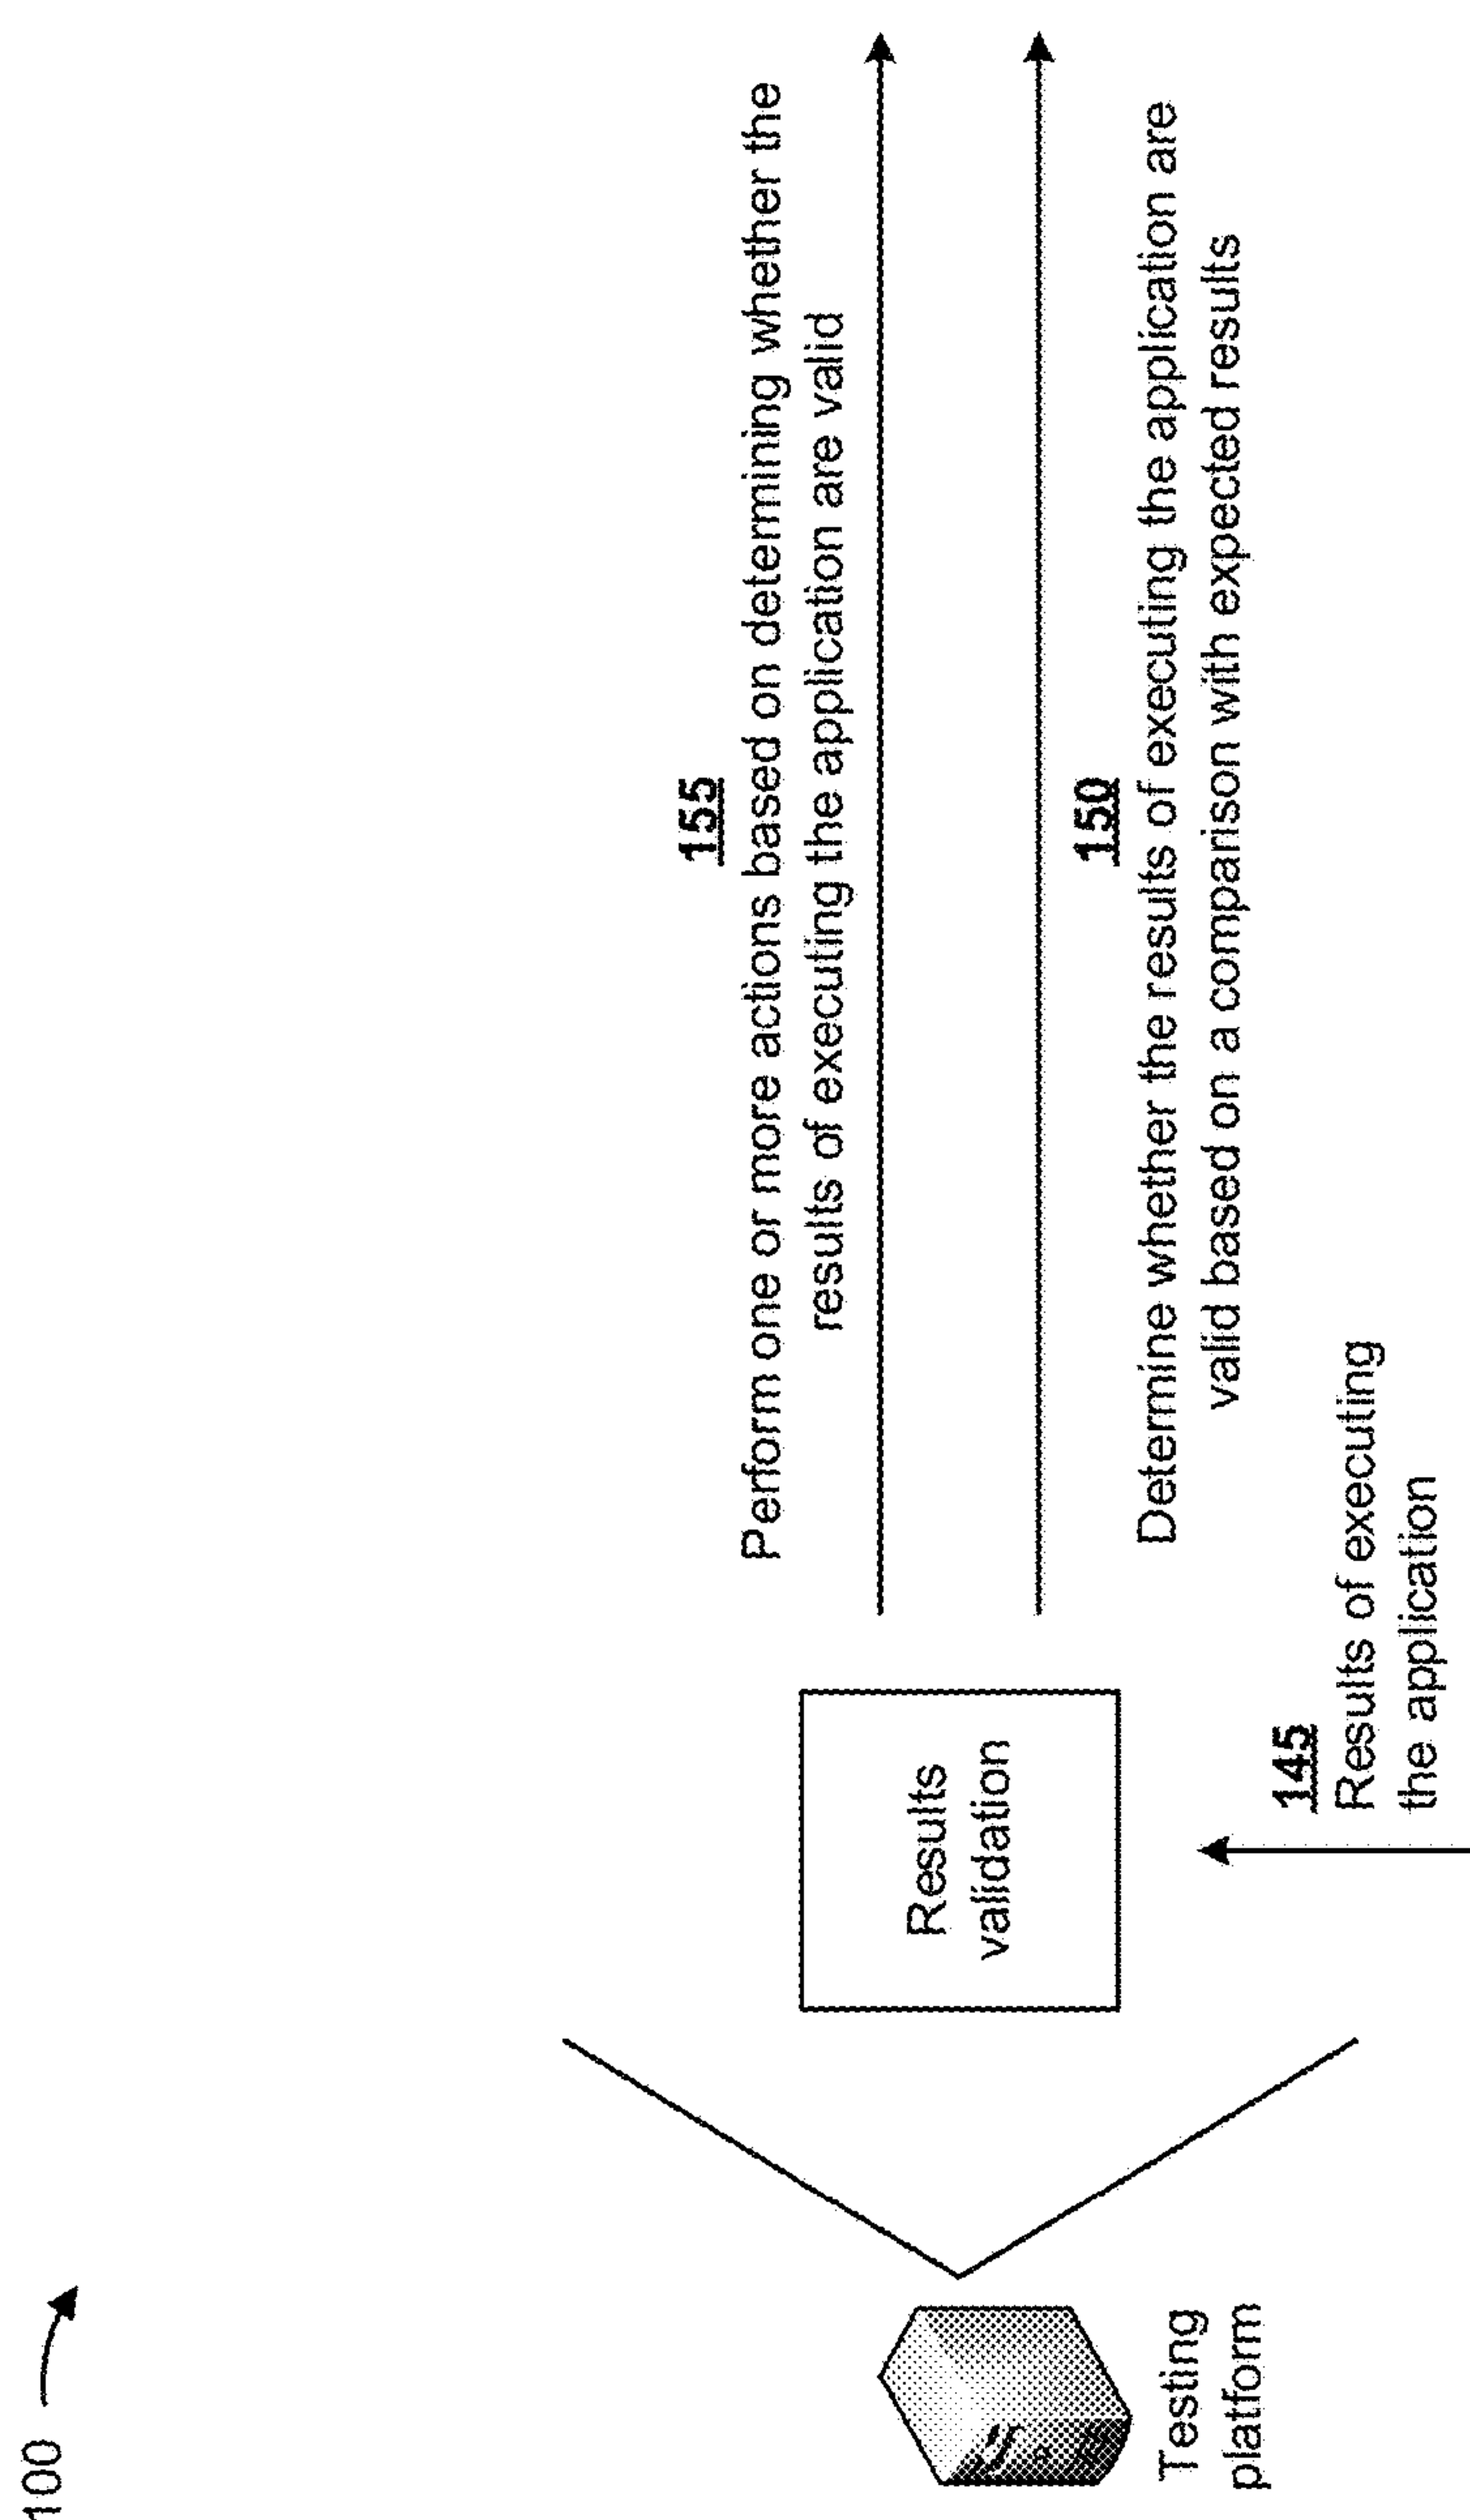 100
155
Perform one or more actions based on determining whether the
results of executing the application are valid
Results
validation
150
Determine whether the results of executing the application are
valid based on a comparison with expected results
Testing
platform
145
Results of executing
the application